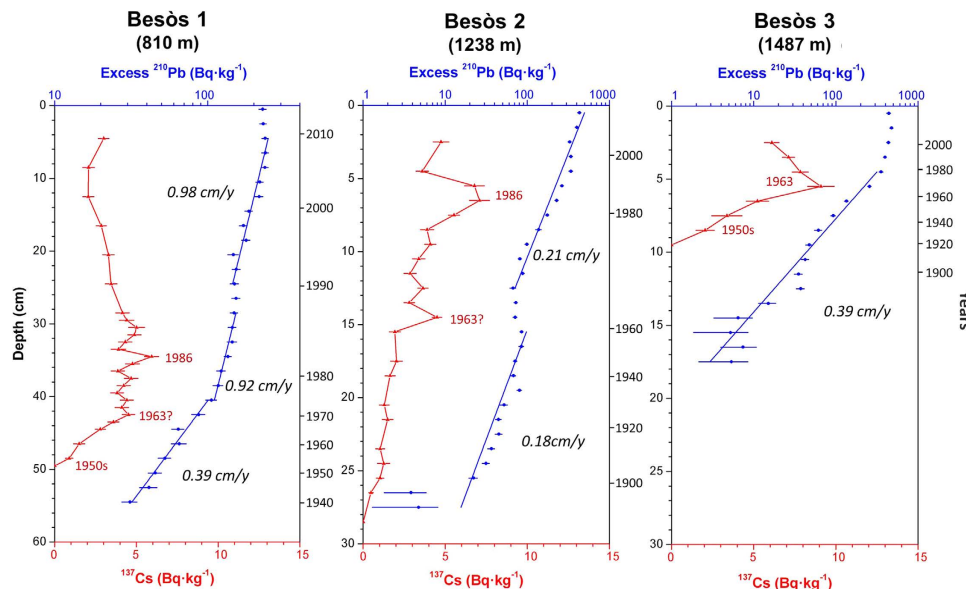 Besòs 1
(810 m)
Excess ²¹⁰Pb (Bq·kg⁻¹)
10 100
0
10
20
30
40
50
60
Depth (cm)
0.98 cm/y
0.92 cm/y
0.39 cm/y
1986
1963?
1950s
2010
2000
1990
1980
1970
1960
1950
1940
0 5 10 15
¹³⁷Cs (Bq·kg⁻¹)
Besòs 2
(1238 m)
Excess ²¹⁰Pb (Bq·kg⁻¹)
1 10 100 1000
0
5
10
15
20
25
30
1986
0.21 cm/y
1963?
0.18cm/y
2000
1980
1960
1940
1920
1900
0 5 10 15
¹³⁷Cs (Bq·kg⁻¹)
Besòs 3
(1487 m)
Excess ²¹⁰Pb (Bq·kg⁻¹)
1 10 100 1000
0
5
10
15
20
25
30
1963
1950s
0.39 cm/y
2000
1980
1960
1940
1920
1900
Years
0 5 10 15
¹³⁷Cs (Bq·kg⁻¹)